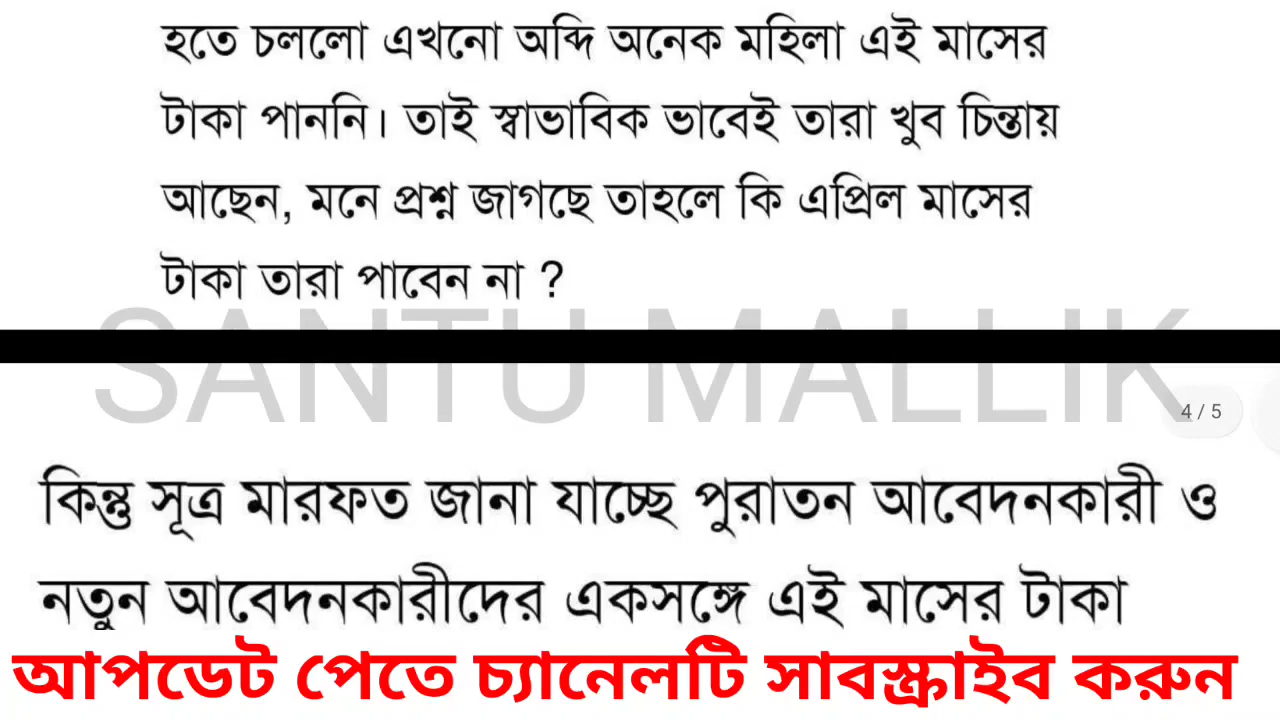 হতে চললো এখনো অব্দি অনেক মহিলা এই মাসের
টাকা পাননি। তাই স্বাভাবিক ভাবেই তারা খুব চিন্তায়
আছেন, মনে প্রশ্ন জাগছে তাহলে কি এপ্রিল মাসের
টাকা তারা পাবেন না ?
SANTU MALLIK
4 / 5
কিন্তু সূত্র মারফত জানা যাচ্ছে পুরাতন আবেদনকারী ও
নতুন আবেদনকারীদের একসঙ্গে এই মাসের টাকা
আপডেট পেতে চ্যানেলটি সাবস্ক্রাইব করুন